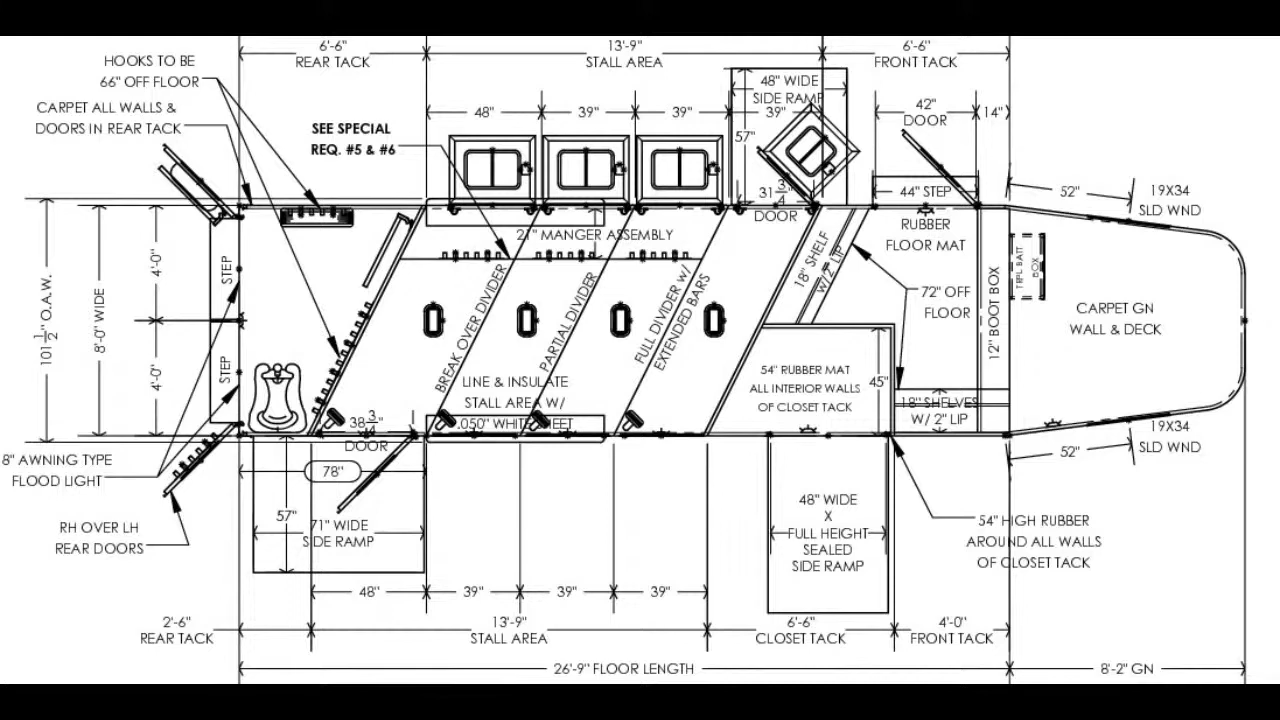 6'-6"
REAR TACK
13'-9"
STALL AREA
6'-6"
FRONT TACK
HOOKS TO BE
66" OFF FLOOR
CARPET ALL WALLS &
DOORS IN REAR TACK
SEE SPECIAL
REQ. #5 & #6
48"
39"
39"
39"
48" WIDE
SIDE RAMP
57"
42"
DOOR
14"
31 3/4"
DOOR
44" STEP
52"
19X34
SLD WND
RUBBER
FLOOR MAT
21" MANGER ASSEMBLY
18" SHELF
W/ 2" LIP
72" OFF
FLOOR
12" BOOT BOX
TRPL BATT
BOX
CARPET GN
WALL & DECK
101 1/2" O.A.W.
8'-0" WIDE
4'-0"
4'-0"
STEP
STEP
BREAK OVER DIVIDER
PARTIAL DIVIDER
FULL DIVIDER w/
EXTENDED BARS
LINE & INSULATE
STALL AREA W/
.050" WHITE SHEET
54" RUBBER MAT
ALL INTERIOR WALLS
OF CLOSET TACK
45"
18" SHELVES
W/ 2" LIP
38 3/4"
DOOR
8" AWNING TYPE
FLOOD LIGHT
78"
52"
19X34
SLD WND
RH OVER LH
REAR DOORS
57"
71" WIDE
SIDE RAMP
48" WIDE
X
FULL HEIGHT
SEALED
SIDE RAMP
54" HIGH RUBBER
AROUND ALL WALLS
OF CLOSET TACK
48"
39"
39"
39"
2'-6"
REAR TACK
13'-9"
STALL AREA
6'-6"
CLOSET TACK
4'-0"
FRONT TACK
26'-9" FLOOR LENGTH
8'-2" GN